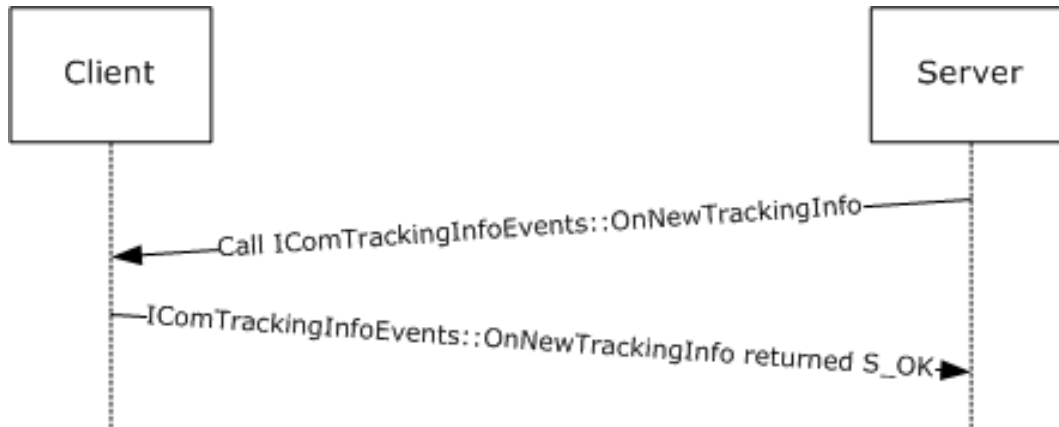 Client
Server
Call IComTrackingInfoEvents::OnNewTrackingInfo
IComTrackingInfoEvents::OnNewTrackingInfo returned S_OK